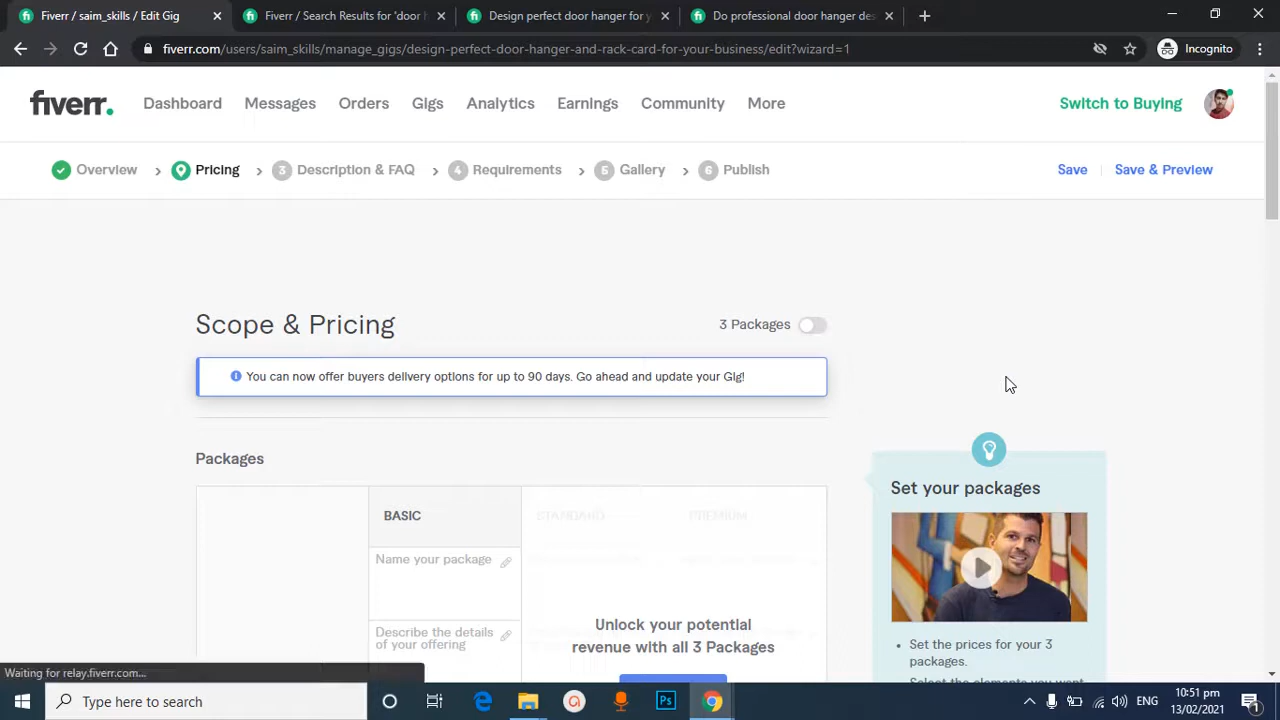 Fiverr / saim_skills / Edit Gig
Fiverr / Search Results for 'door h
Design perfect door hanger for y
Do professional door hanger des
fiverr.com/users/saim_skills/manage_gigs/design-perfect-door-hanger-and-rack-card-for-your-business/edit?wizard=1
Incognito
fiverr.
Dashboard
Messages
Orders
Gigs
Analytics
Earnings
Community
More
Switch to Buying
Overview
Pricing
3 Description & FAQ
4 Requirements
5 Gallery
6 Publish
Save
Save & Preview
Scope & Pricing
3 Packages
You can now offer buyers delivery options for up to 90 days. Go ahead and update your Gig!
Packages
BASIC
STANDARD
PREMIUM
Name your package
Describe the details
of your offering
Unlock your potential
revenue with all 3 Packages
Set your packages
• Set the prices for your 3
packages.
Select the elements you want
Waiting for relay.fiverr.com...
Type here to search
Ps
ENG
10:51 pm
13/02/2021
1